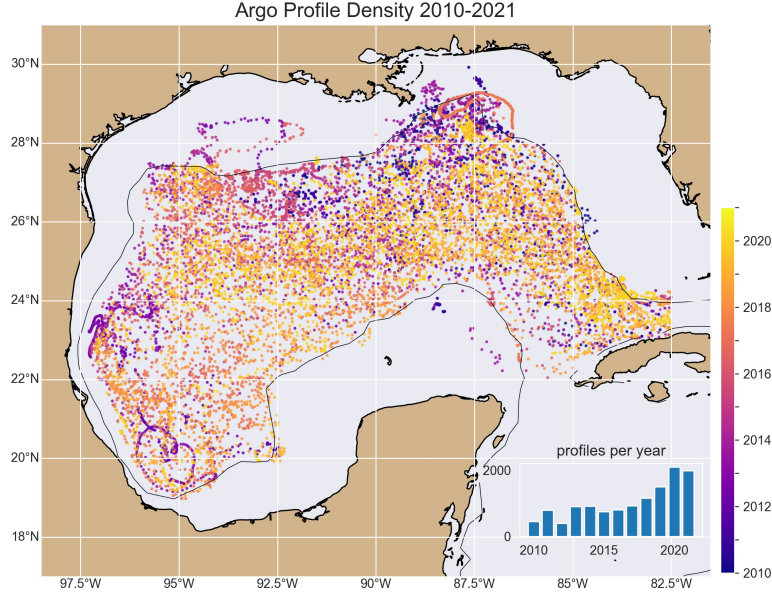 Argo Profile Density 2010-2021
30°N
28°N
26°N
24°N
22°N
20°N
18°N
97.5°W
95°W
92.5°W
90°W
87.5°W
85°W
82.5°W
profiles per year
2000
0
2010
2015
2020
2020
2018
2016
2014
2012
2010